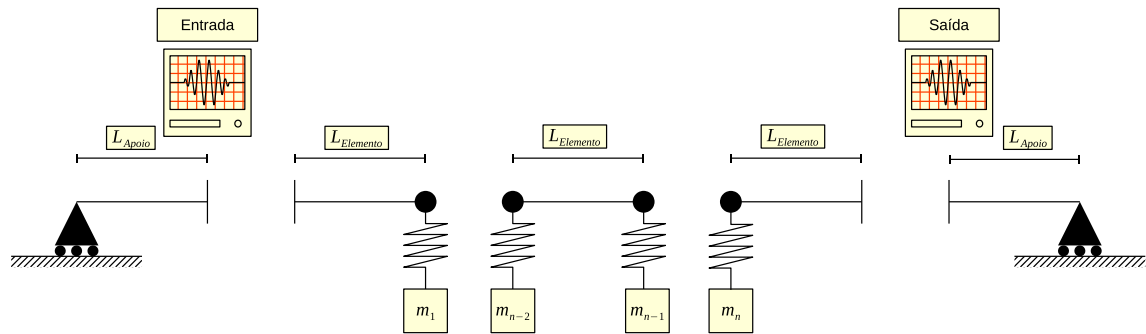 Entrada
Saída
L_Apoio
L_Elemento
L_Elemento
L_Elemento
L_Apoio
m_1
m_{n−2}
m_{n−1}
m_n